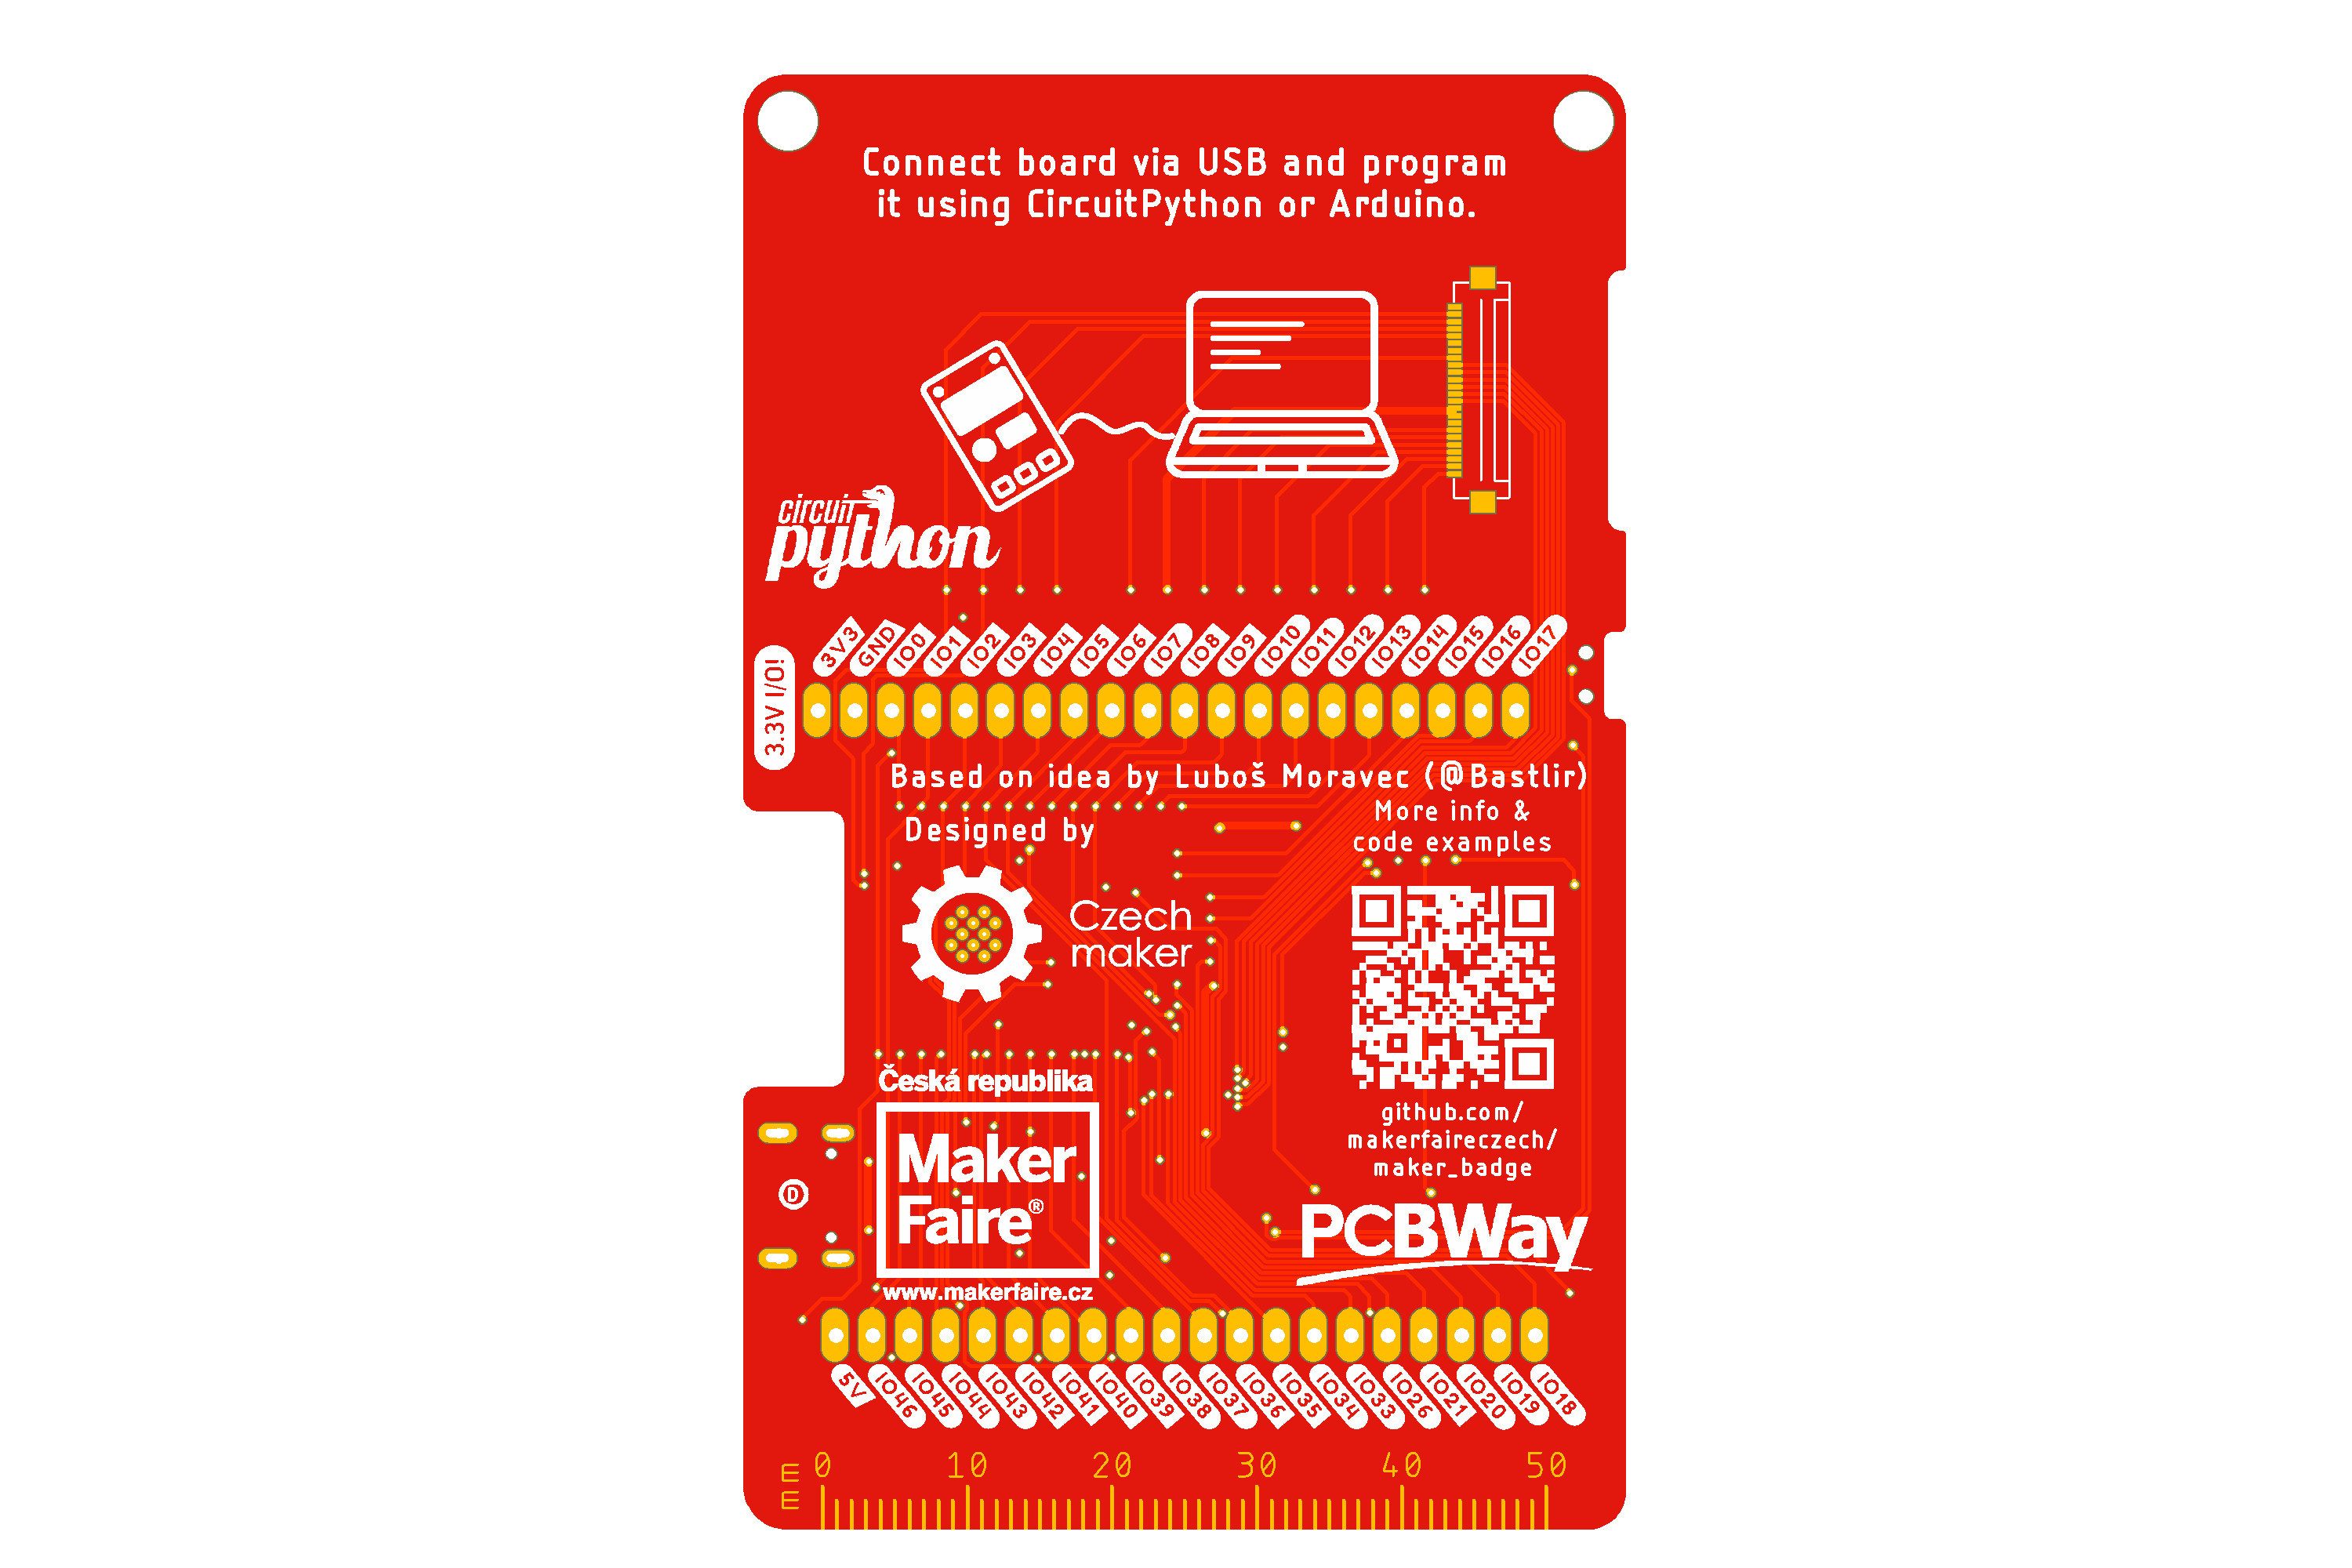 Connect board via USB and program
it using CircuitPython or Arduino.
circuit
python
3V3 GND IO0 IO1 IO2 IO3 IO4 IO5 IO6 IO7 IO8 IO9 IO10 IO11 IO12 IO13 IO14 IO15 IO16 IO17
3.3V I/O!
Based on idea by Luboš Moravec (@Bastlir)
Designed by
More info &
code examples
Czech
maker
Česká republika
Maker
Faire®
www.makerfaire.cz
D
github.com/
makerfaireczech/
maker_badge
PCBWay
5V IO46 IO45 IO44 IO43 IO42 IO41 IO40 IO39 IO38 IO37 IO36 IO35 IO34 IO33 IO26 IO21 IO20 IO19 IO18
mm 0 10 20 30 40 50